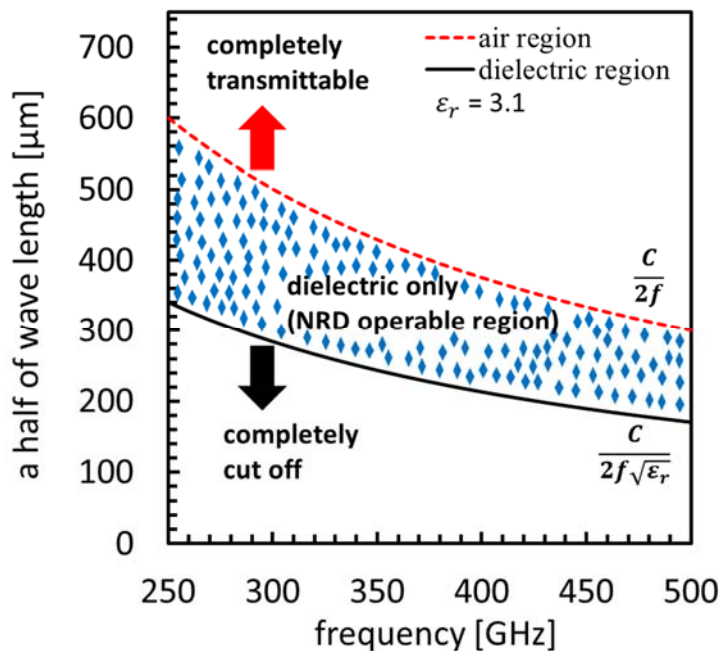 a half of wave length [µm]
700
600
500
400
300
200
100
0
completely
transmittable
air region
dielectric region
εᵣ = 3.1
dielectric only
(NRD operable region)
C
2f
completely
cut off
C
2f√εᵣ
250 300 350 400 450 500
frequency [GHz]